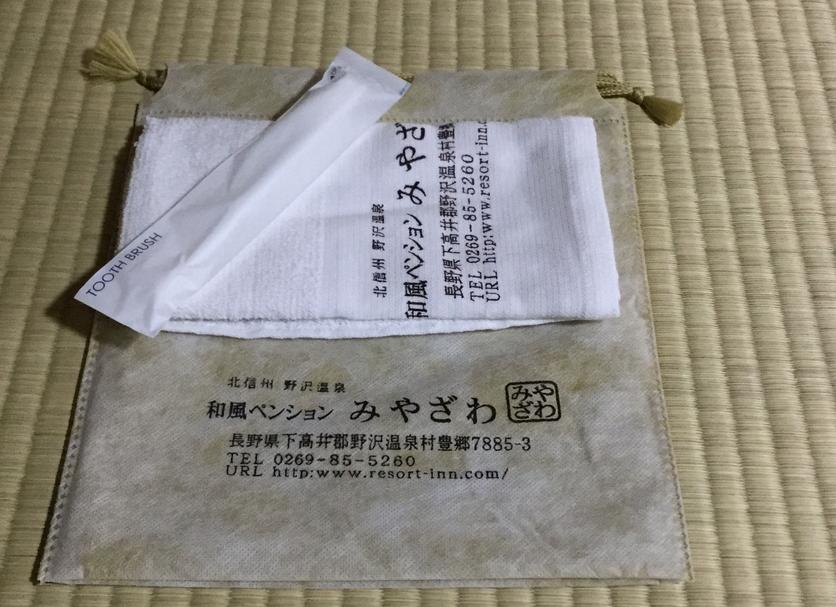 TOOTH BRUSH
北信州 野沢温泉
和風ペンション みやざ
長野県下高井郡野沢温泉村豊
TEL 0269-85-5260
URL http:www.resort-inn.c
北信州 野沢温泉
和風ペンション みやざわ
みや
ざわ
長野県下高井郡野沢温泉村豊郷7885-3
TEL 0269-85-5260
URL http:www.resort-inn.com/